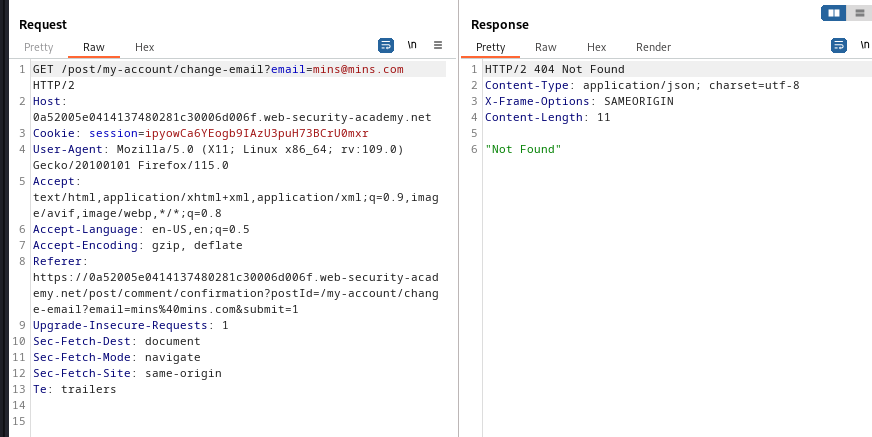 Request
Pretty Raw Hex
\n
1 GET /post/my-account/change-email?email=mins@mins.com
HTTP/2
2 Host:
0a52005e0414137480281c30006d006f.web-security-academy.net
3 Cookie: session=ipyowCa6YEogb9IAzU3puH73BCrU0mxr
4 User-Agent: Mozilla/5.0 (X11; Linux x86_64; rv:109.0)
Gecko/20100101 Firefox/115.0
5 Accept:
text/html,application/xhtml+xml,application/xml;q=0.9,imag
e/avif,image/webp,*/*;q=0.8
6 Accept-Language: en-US,en;q=0.5
7 Accept-Encoding: gzip, deflate
8 Referer:
https://0a52005e0414137480281c30006d006f.web-security-acad
emy.net/post/comment/confirmation?postId=/my-account/chang
e-email?email=mins%40mins.com&submit=1
9 Upgrade-Insecure-Requests: 1
10 Sec-Fetch-Dest: document
11 Sec-Fetch-Mode: navigate
12 Sec-Fetch-Site: same-origin
13 Te: trailers
14
15
Response
Pretty Raw Hex Render
\n
1 HTTP/2 404 Not Found
2 Content-Type: application/json; charset=utf-8
3 X-Frame-Options: SAMEORIGIN
4 Content-Length: 11
5
6 "Not Found"